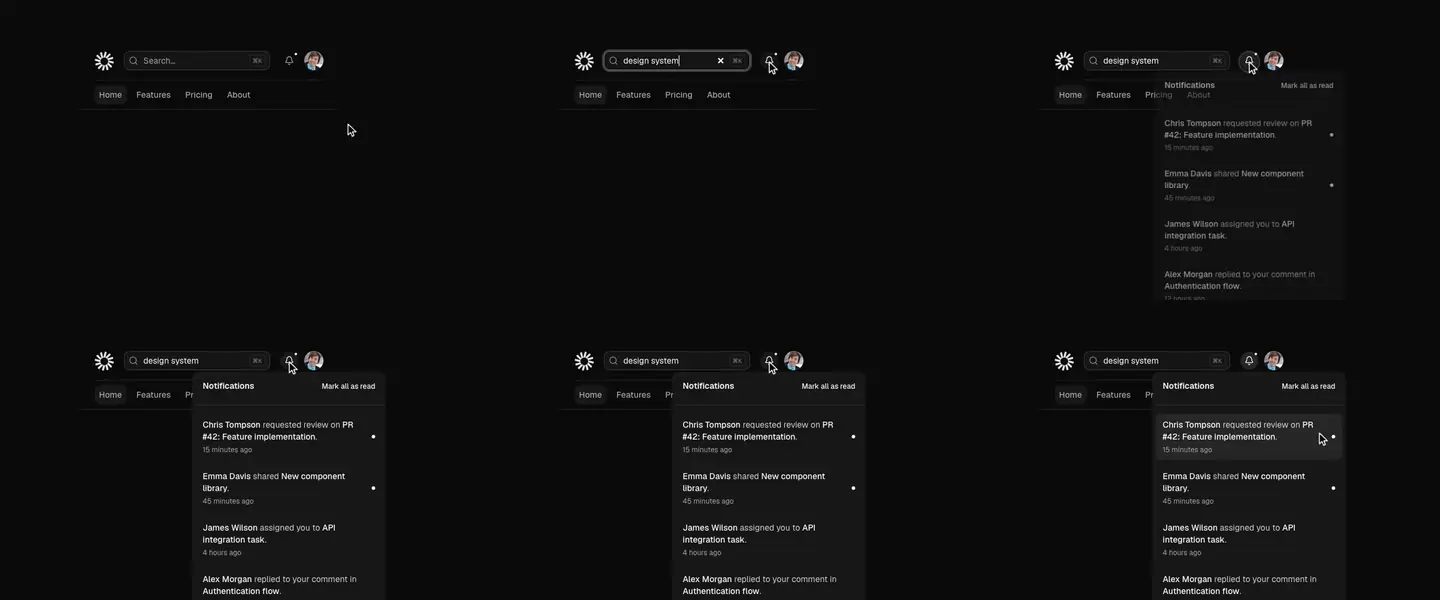 Search...
⌘K
Home Features Pricing About
design system
⌘K
Home Features Pricing About
design system
⌘K
Notifications Mark all as read
Home Features Pricing About
Chris Tompson requested review on PR
#42: Feature implementation.
15 minutes ago
Emma Davis shared New component
library.
45 minutes ago
James Wilson assigned you to API
integration task.
4 hours ago
Alex Morgan replied to your comment in
Authentication flow.
12 hours ago
design system
⌘K
Notifications Mark all as read
Home Features Pr
Chris Tompson requested review on PR
#42: Feature implementation.
15 minutes ago
Emma Davis shared New component
library.
45 minutes ago
James Wilson assigned you to API
integration task.
4 hours ago
Alex Morgan replied to your comment in
Authentication flow.
design system
⌘K
Notifications Mark all as read
Home Features Pr
Chris Tompson requested review on PR
#42: Feature implementation.
15 minutes ago
Emma Davis shared New component
library.
45 minutes ago
James Wilson assigned you to API
integration task.
4 hours ago
Alex Morgan replied to your comment in
Authentication flow.
design system
⌘K
Notifications Mark all as read
Home Features Pr
Chris Tompson requested review on PR
#42: Feature implementation.
15 minutes ago
Emma Davis shared New component
library.
45 minutes ago
James Wilson assigned you to API
integration task.
4 hours ago
Alex Morgan replied to your comment in
Authentication flow.